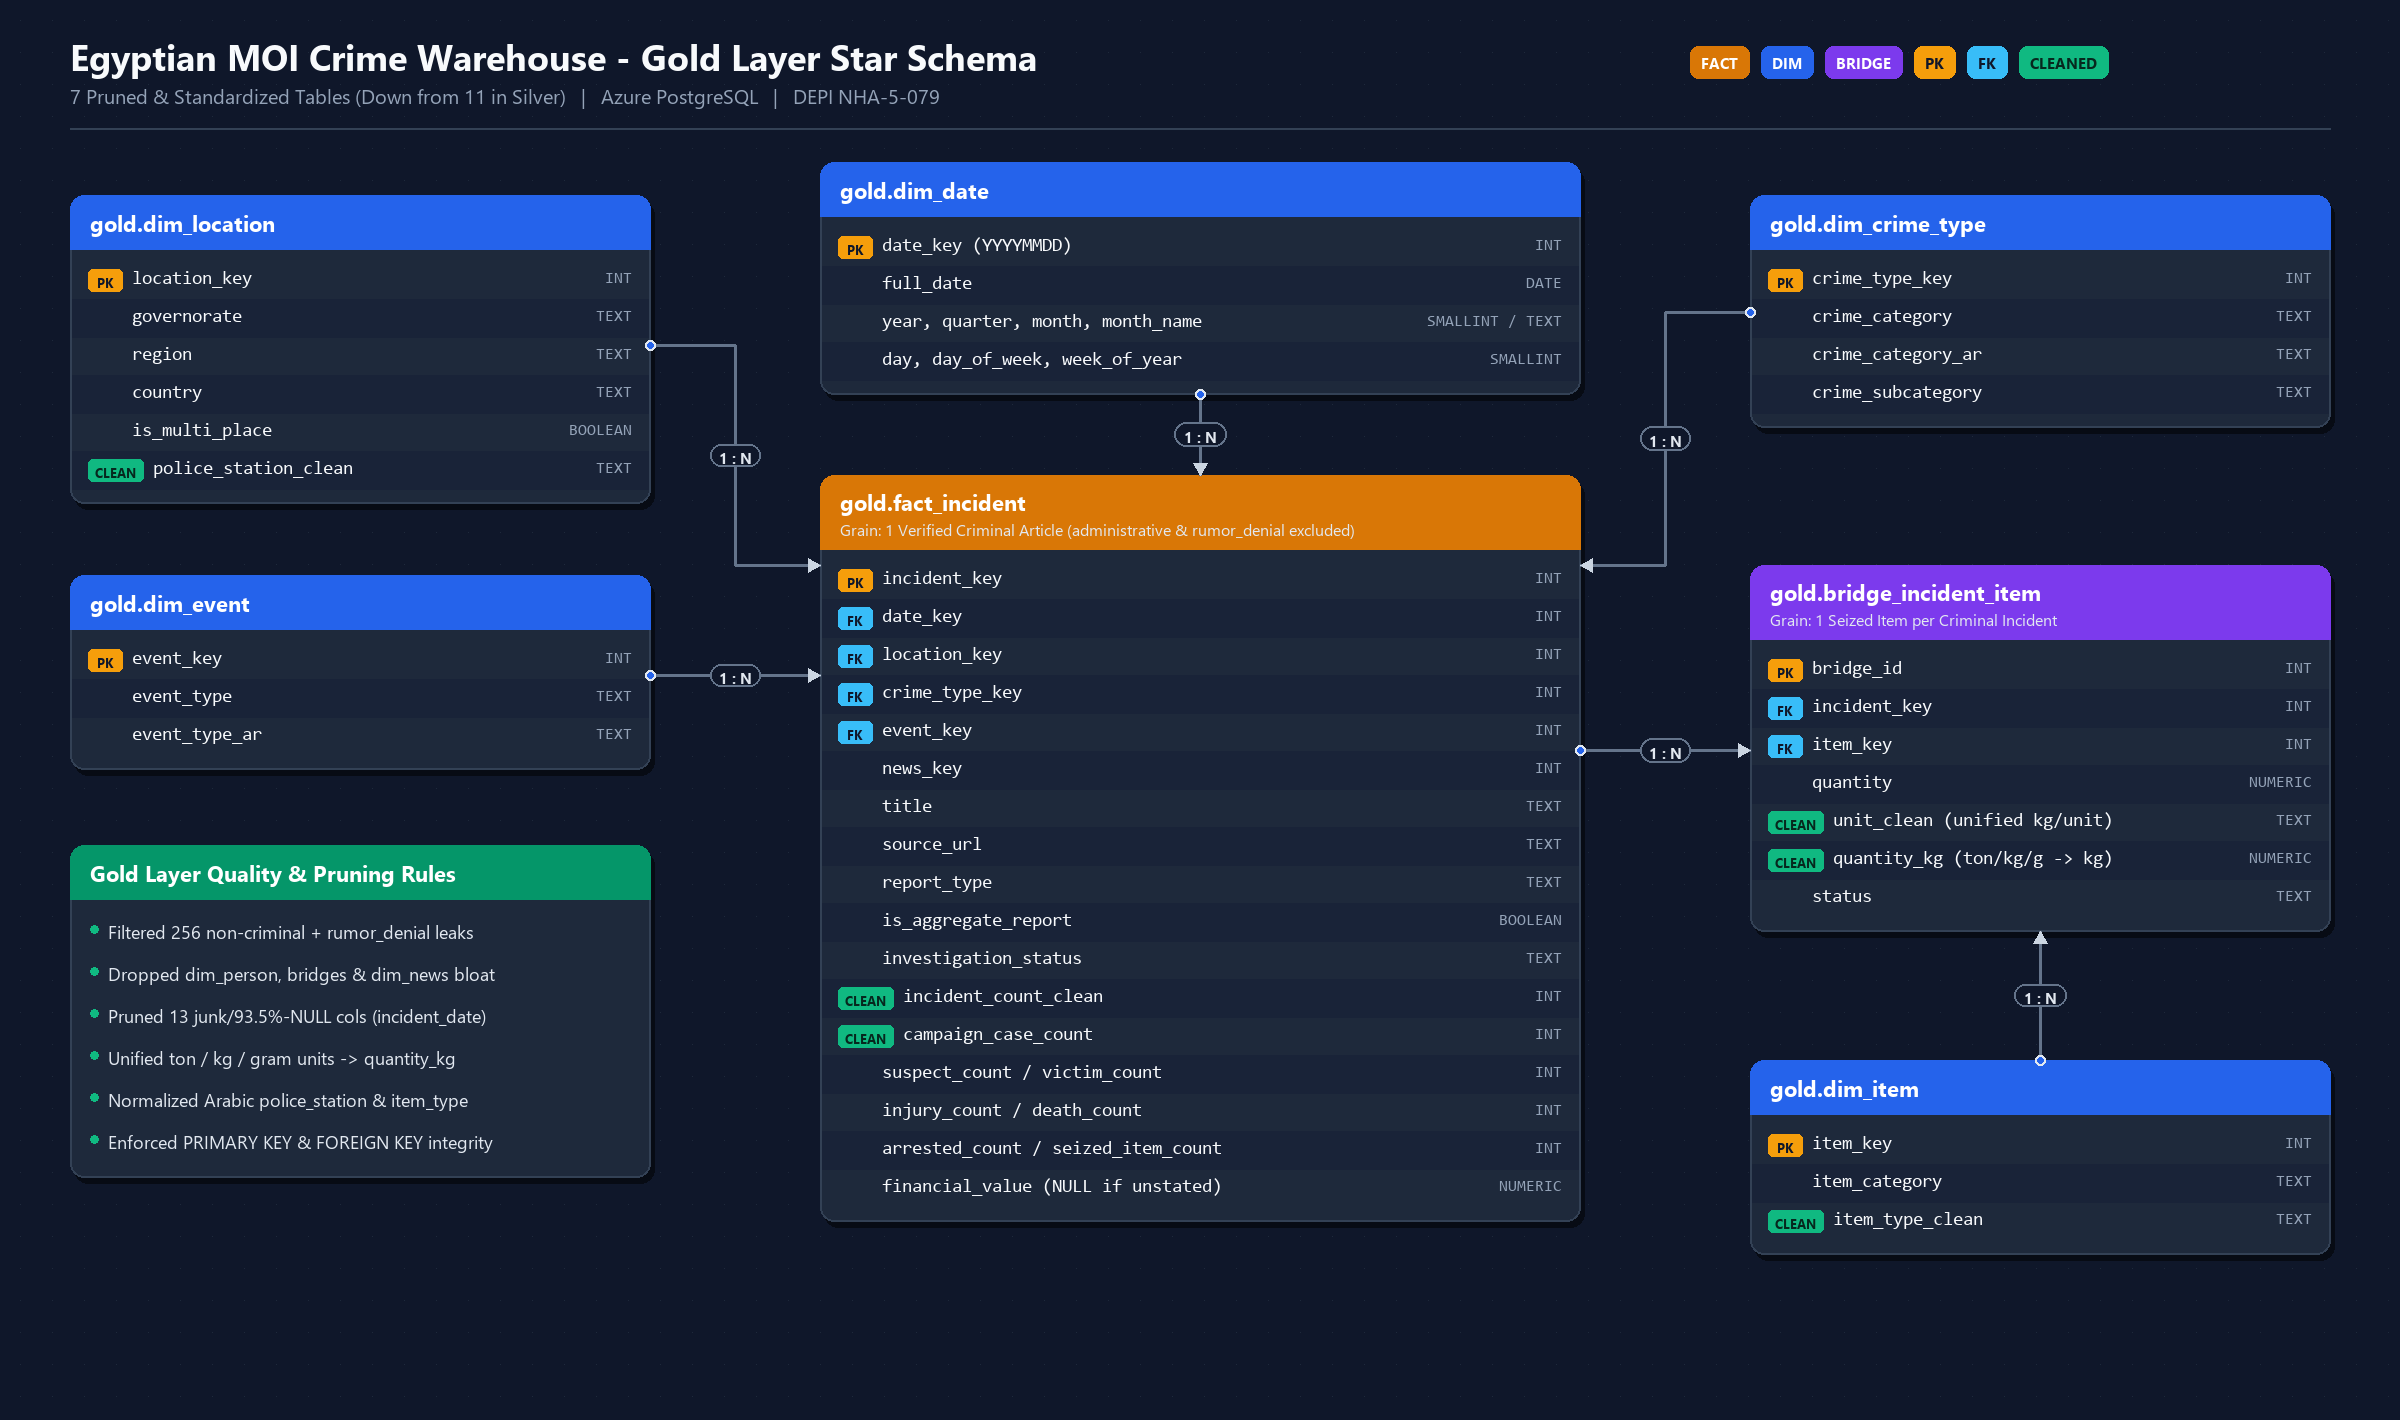 Egyptian MOI Crime Warehouse - Gold Layer Star Schema
7 Pruned & Standardized Tables (Down from 11 in Silver) | Azure PostgreSQL | DEPI NHA-5-079
FACT DIM BRIDGE PK FK CLEANED
gold.dim_location
PK location_key INT
governorate TEXT
region TEXT
country TEXT
is_multi_place BOOLEAN
CLEAN police_station_clean TEXT
1 : N
gold.dim_date
PK date_key (YYYYMMDD) INT
full_date DATE
year, quarter, month, month_name SMALLINT / TEXT
day, day_of_week, week_of_year SMALLINT
1 : N
gold.dim_crime_type
PK crime_type_key INT
crime_category TEXT
crime_category_ar TEXT
crime_subcategory TEXT
1 : N
gold.dim_event
PK event_key INT
event_type TEXT
event_type_ar TEXT
1 : N
gold.fact_incident
Grain: 1 Verified Criminal Article (administrative & rumor_denial excluded)
PK incident_key INT
FK date_key INT
FK location_key INT
FK crime_type_key INT
FK event_key INT
news_key INT
title TEXT
source_url TEXT
report_type TEXT
is_aggregate_report BOOLEAN
investigation_status TEXT
CLEAN incident_count_clean INT
CLEAN campaign_case_count INT
suspect_count / victim_count INT
injury_count / death_count INT
arrested_count / seized_item_count INT
financial_value (NULL if unstated) NUMERIC
1 : N
gold.bridge_incident_item
Grain: 1 Seized Item per Criminal Incident
PK bridge_id INT
FK incident_key INT
FK item_key INT
quantity NUMERIC
CLEAN unit_clean (unified kg/unit) TEXT
CLEAN quantity_kg (ton/kg/g -> kg) NUMERIC
status TEXT
1 : N
gold.dim_item
PK item_key INT
item_category TEXT
CLEAN item_type_clean TEXT
Gold Layer Quality & Pruning Rules
Filtered 256 non-criminal + rumor_denial leaks
Dropped dim_person, bridges & dim_news bloat
Pruned 13 junk/93.5%-NULL cols (incident_date)
Unified ton / kg / gram units -> quantity_kg
Normalized Arabic police_station & item_type
Enforced PRIMARY KEY & FOREIGN KEY integrity